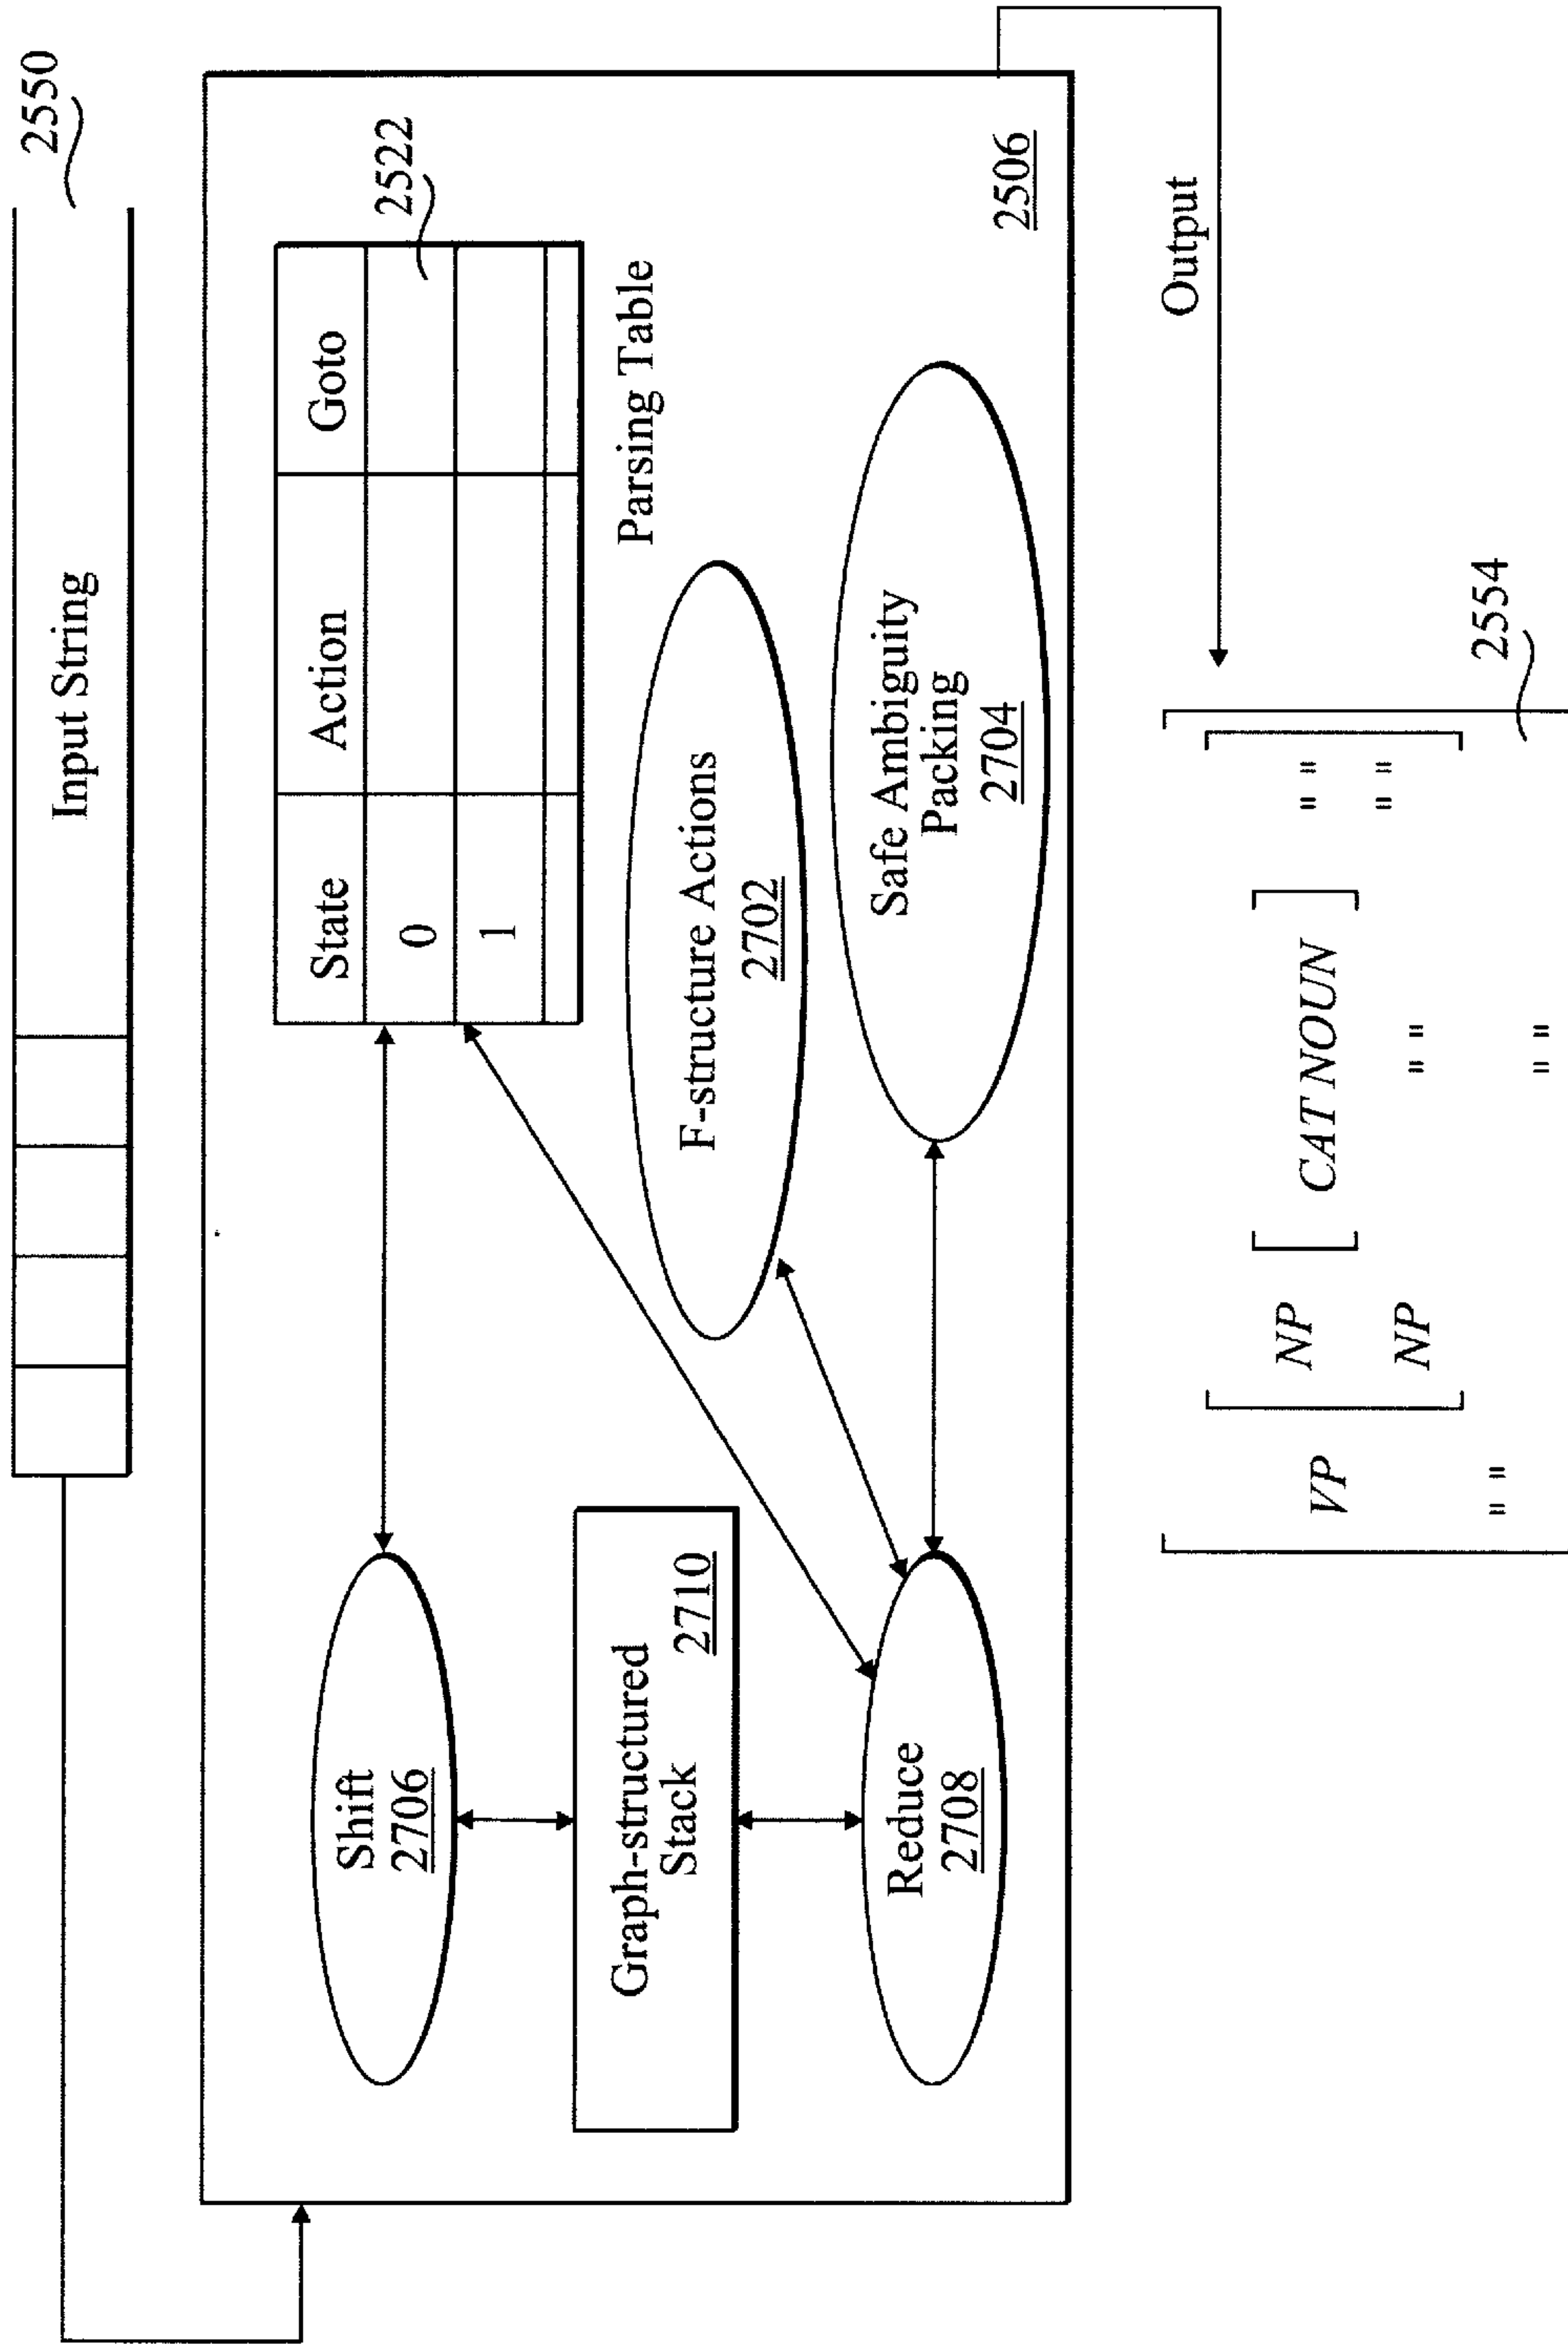 Input String
2550
Shift
2706
Graph-structured
Stack
2710
Reduce
2708
State Action Goto
0
1
2522
Parsing Table
F-structure Actions
2702
Safe Ambiguity
Packing
2704
2506
Output
VP NP [ CAT NOUN ] " "
" "
NP " "
" " " "
2554